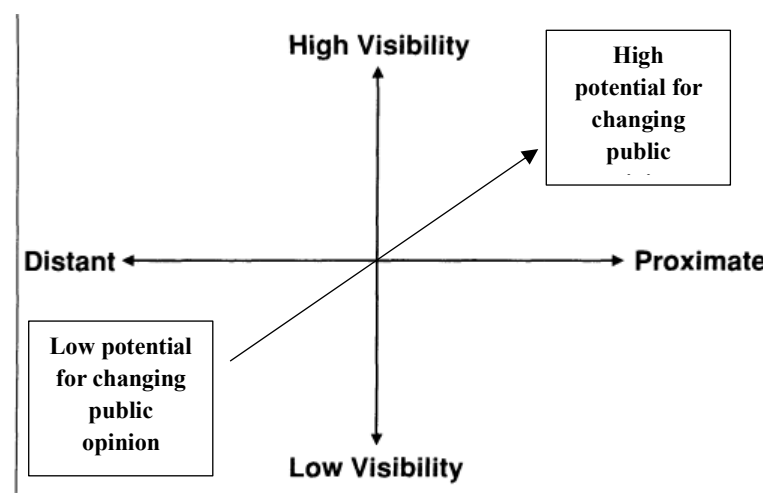 High Visibility
High
potential for
changing
public
Distant
Proximate
Low potential
for changing
public
opinion
Low Visibility